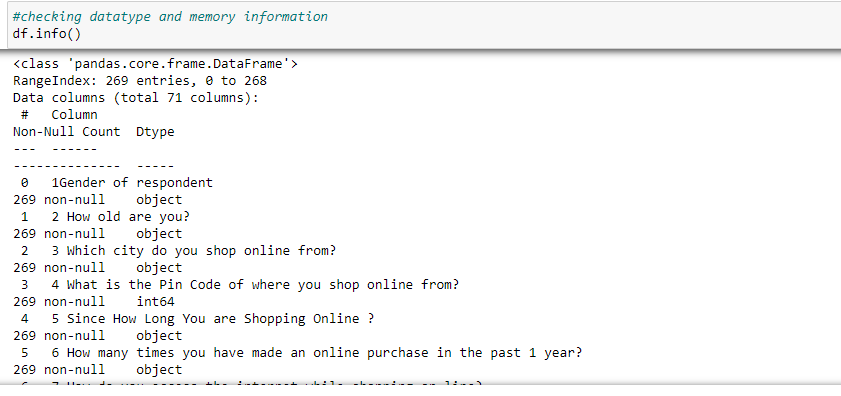 #checking datatype and memory information
df.info()
<class 'pandas.core.frame.DataFrame'>
RangeIndex: 269 entries, 0 to 268
Data columns (total 71 columns):
 #   Column
Non-Null Count  Dtype
---  ------
--------------  -----
 0   1Gender of respondent
269 non-null    object
 1   2 How old are you?
269 non-null    object
 2   3 Which city do you shop online from?
269 non-null    object
 3   4 What is the Pin Code of where you shop online from?
269 non-null    int64
 4   5 Since How Long You are Shopping Online ?
269 non-null    object
 5   6 How many times you have made an online purchase in the past 1 year?
269 non-null    object